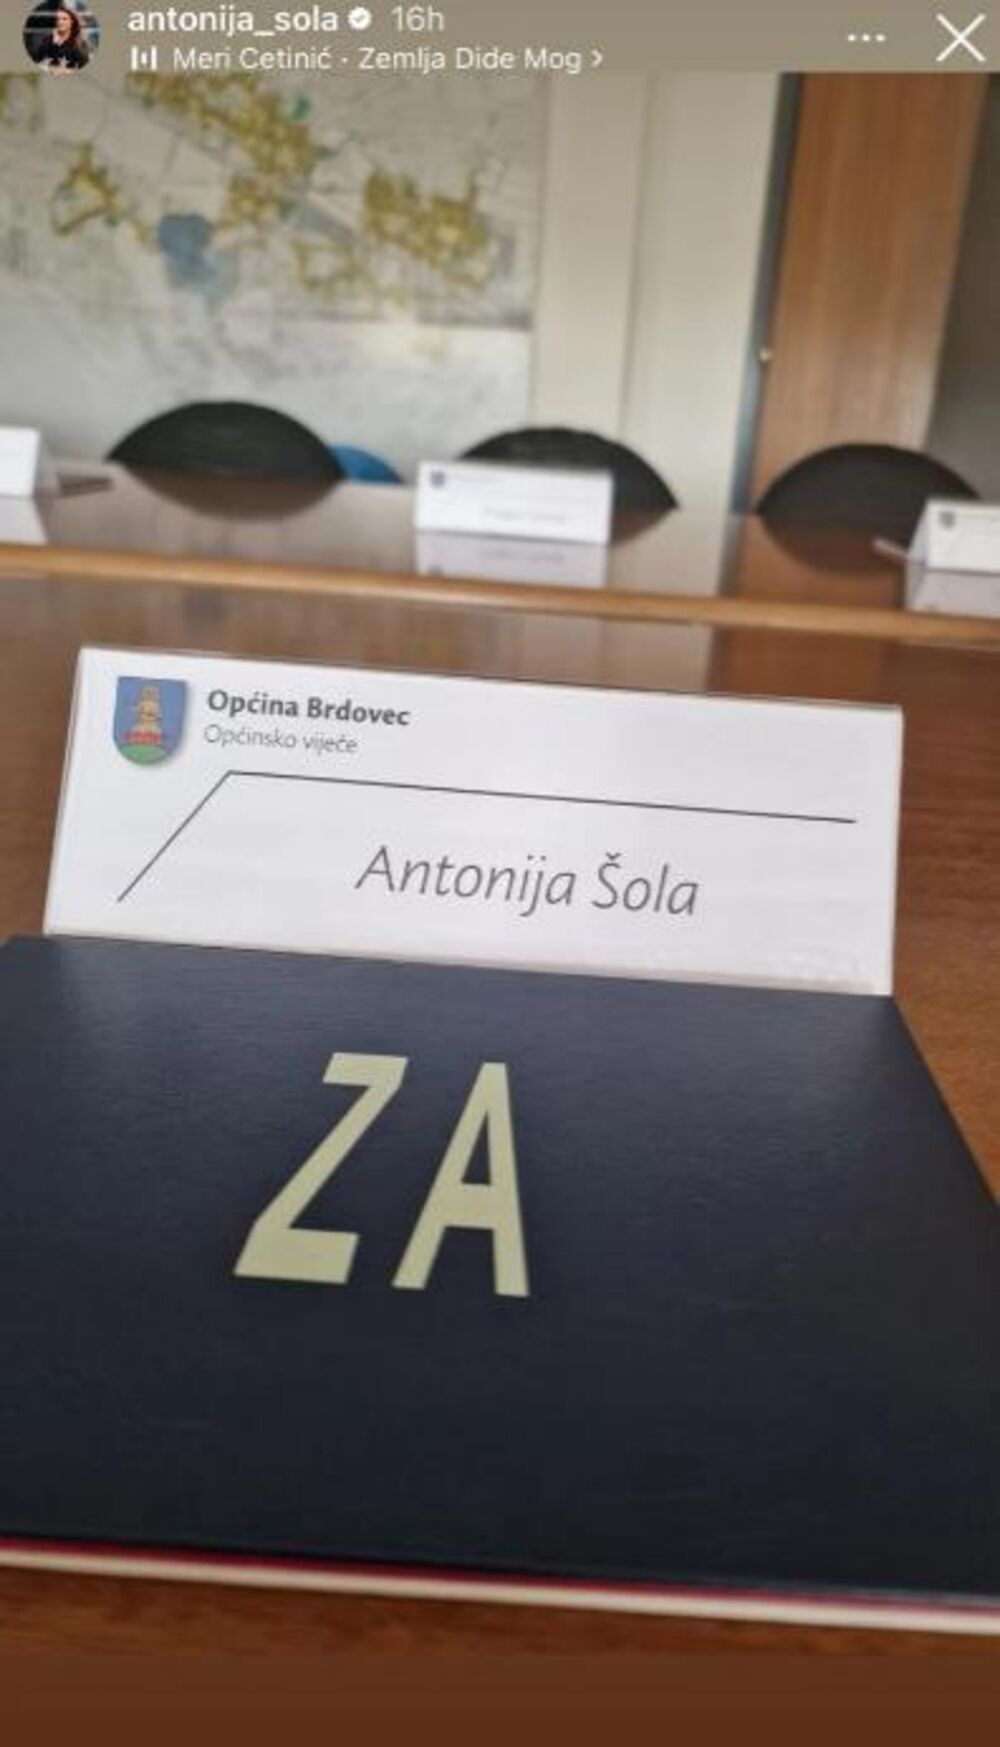 antonija_sola 16h
Meri Cetinić · Zemlja Dide Mog >
Općina Brdovec
Općinsko vijeće
Antonija Šola
ZA